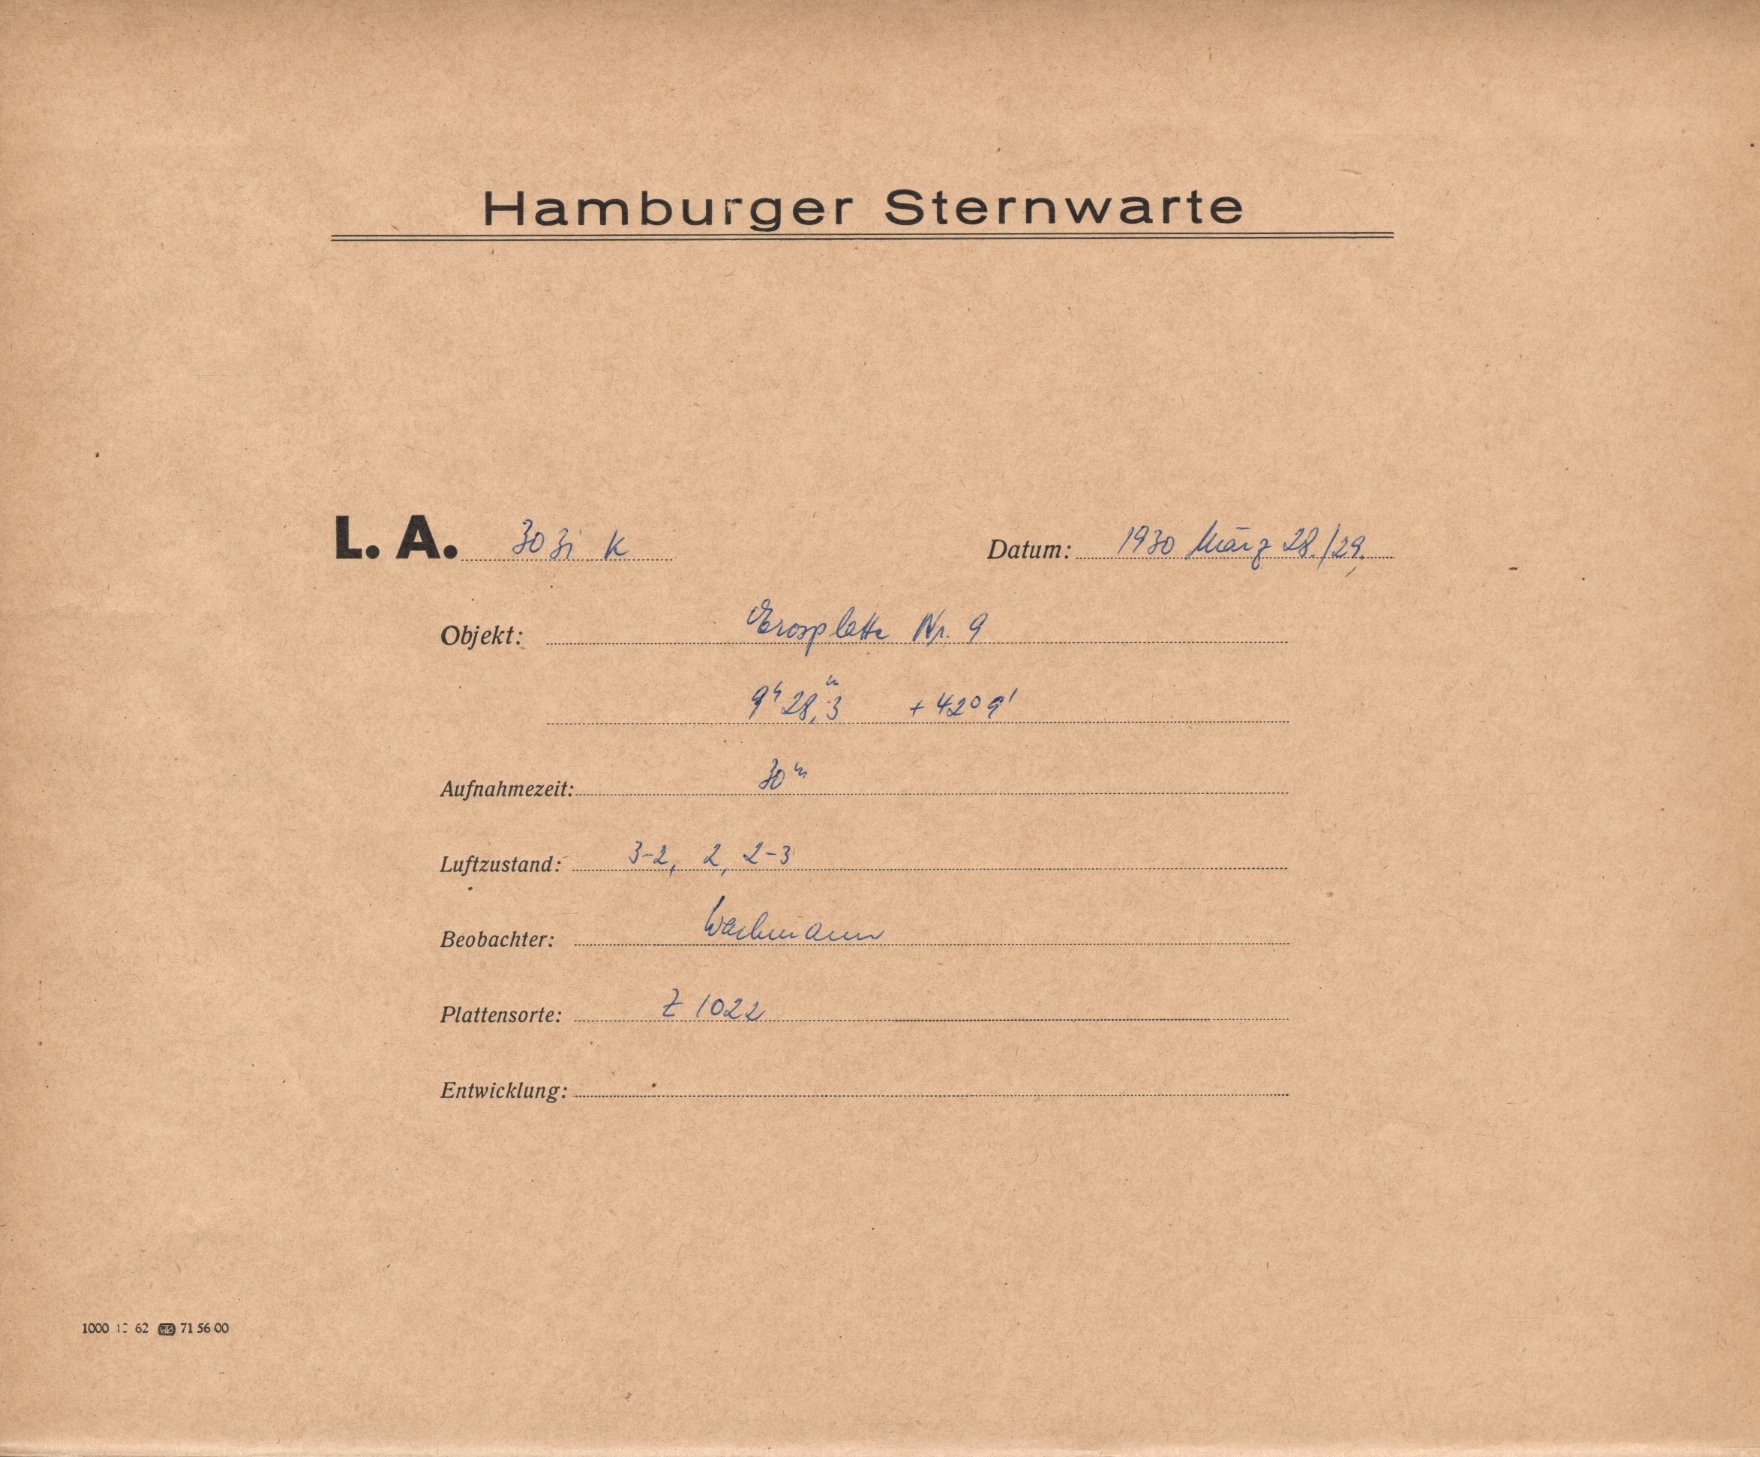 Hamburger Sternwarte
L. A. 3031 K Datum: 1930 März 28./29.
Objekt: Erosplatte Nr. 9
9ʰ 28,ᵐ3 + 42° 9'
Aufnahmezeit: 30ᵐ
Luftzustand: 3-2, 2, 2-3
Beobachter: Wachmann
Plattensorte: Z 1022
Entwicklung:
1000 12 62 71 56 00